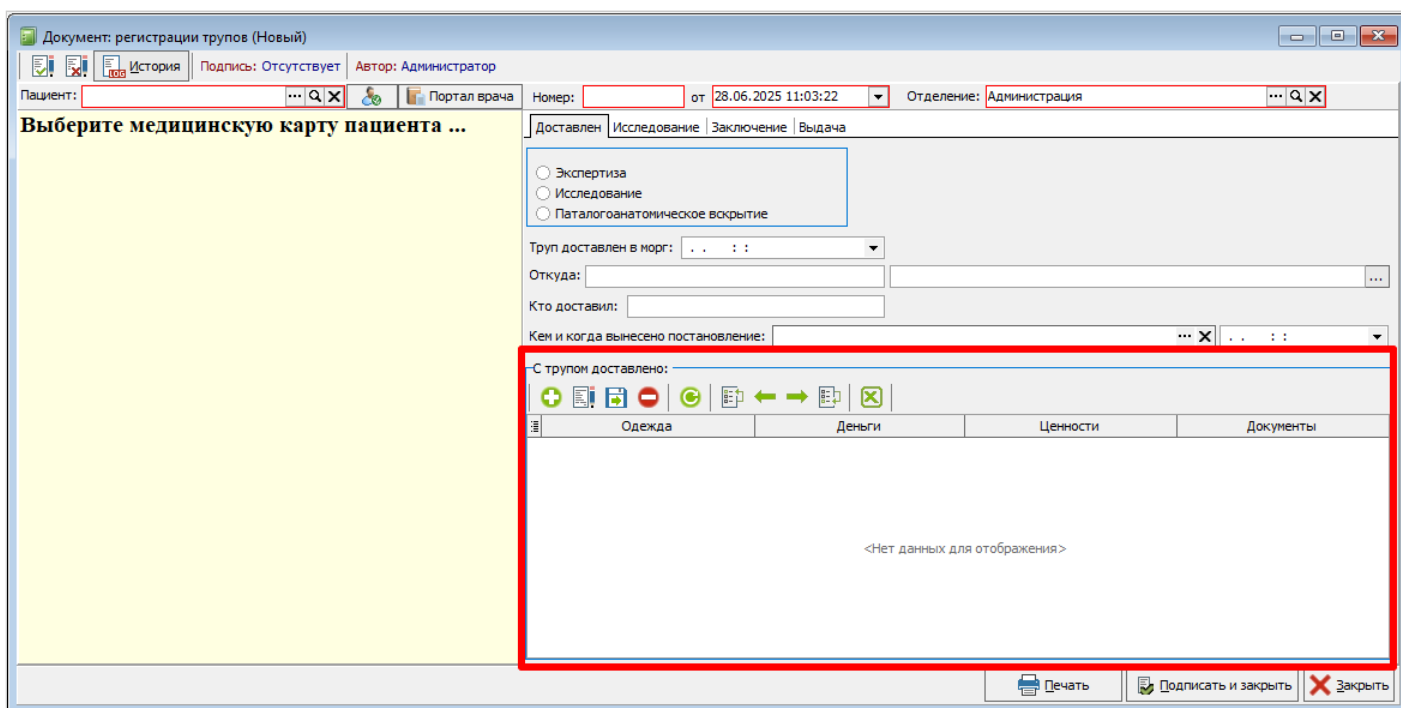 Документ: регистрации трупов (Новый)
LOG История Подпись: Отсутствует Автор: Администратор
Пациент: ... Портал врача Номер: от 28.06.2025 11:03:22 Отделение: Администрация ...
Выберите медицинскую карту пациента ...
Доставлен Исследование Заключение Выдача
Экспертиза
Исследование
Паталогоанатомическое вскрытие
Труп доставлен в морг: . . : :
Откуда: ...
Кто доставил:
Кем и когда вынесено постановление: ... . . : :
С трупом доставлено:
Одежда Деньги Ценности Документы
<Нет данных для отображения>
Печать Подписать и закрыть Закрыть